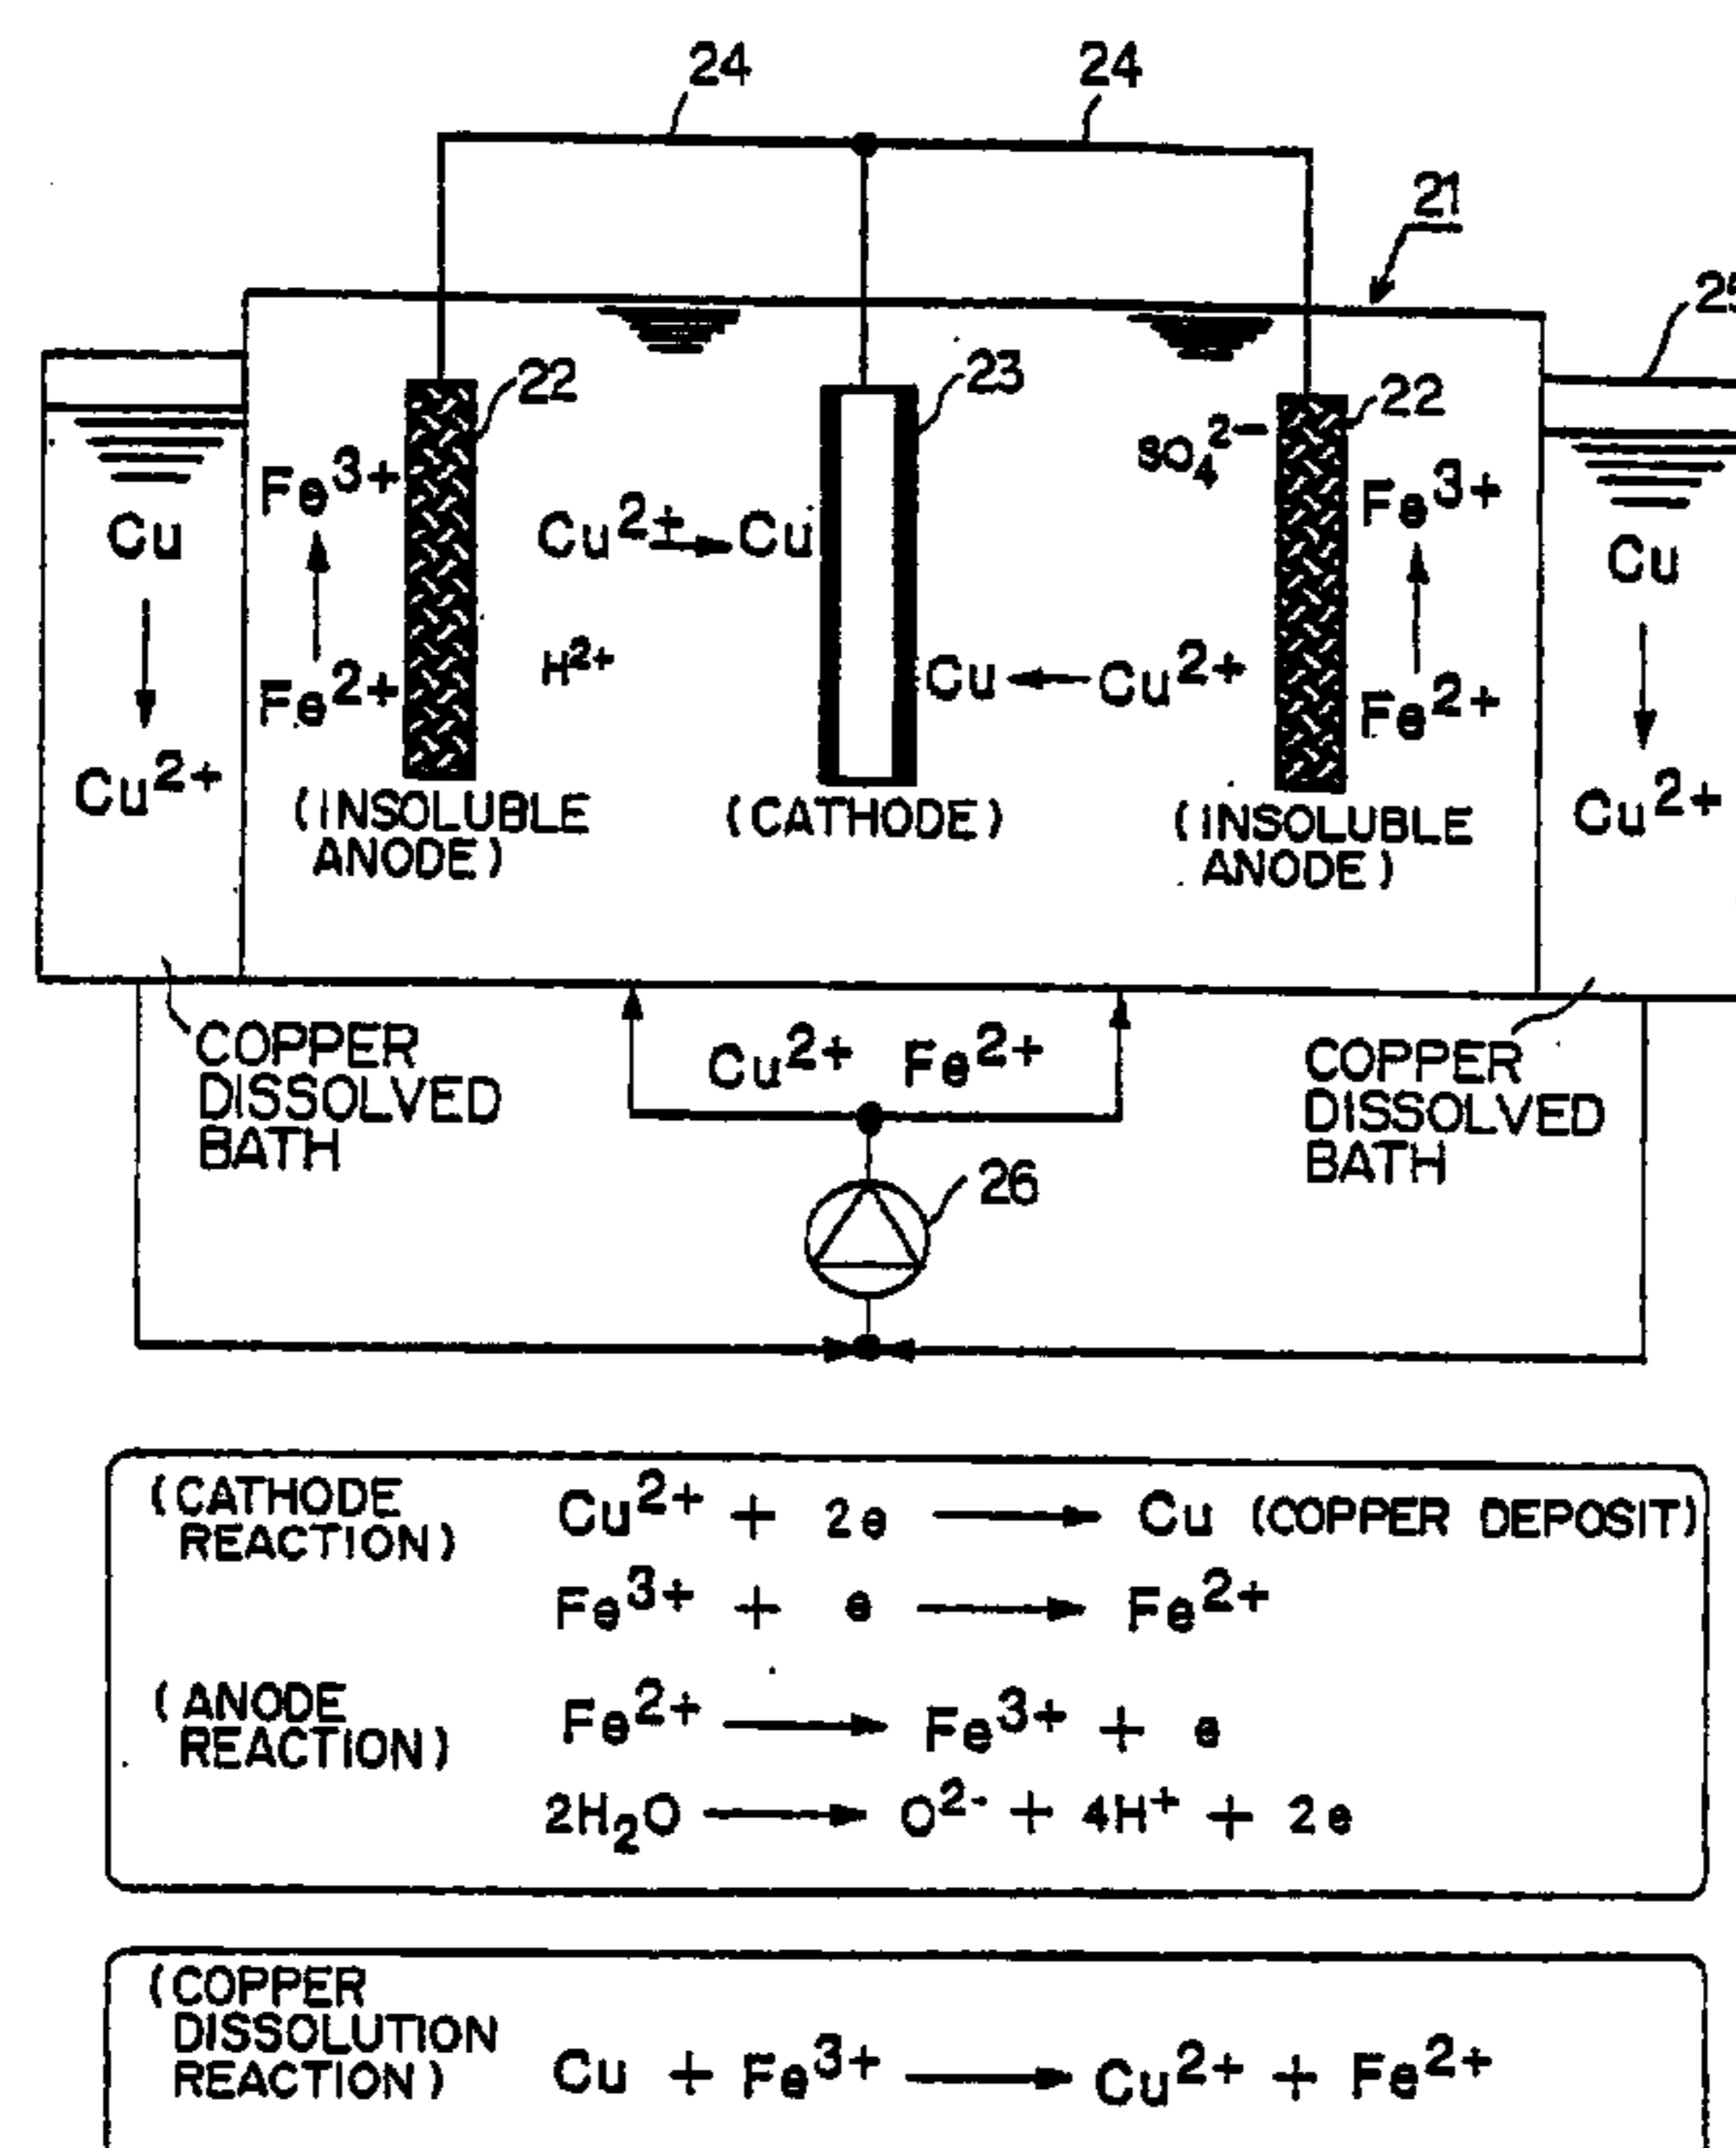 24
24
21
25
22
23
22
SO₄²⁻
Fe³⁺
Fe³⁺
Cu
Cu²⁺ → Cu
Cu
H²⁺
Cu ← Cu²⁺
Fe²⁺
Fe²⁺
Cu²⁺
Cu²⁺
(INSOLUBLE
ANODE)
(CATHODE)
(INSOLUBLE
ANODE)
COPPER
DISSOLVED
BATH
Cu²⁺ Fe²⁺
COPPER
DISSOLVED
BATH
26
(CATHODE
REACTION)
Cu²⁺ + 2e → Cu (COPPER DEPOSIT)
Fe³⁺ + e → Fe²⁺
(ANODE
REACTION)
Fe²⁺ → Fe³⁺ + e
2H₂O → O²⁻ + 4H⁺ + 2e
(COPPER
DISSOLUTION
REACTION)
Cu + Fe³⁺ → Cu²⁺ + Fe²⁺